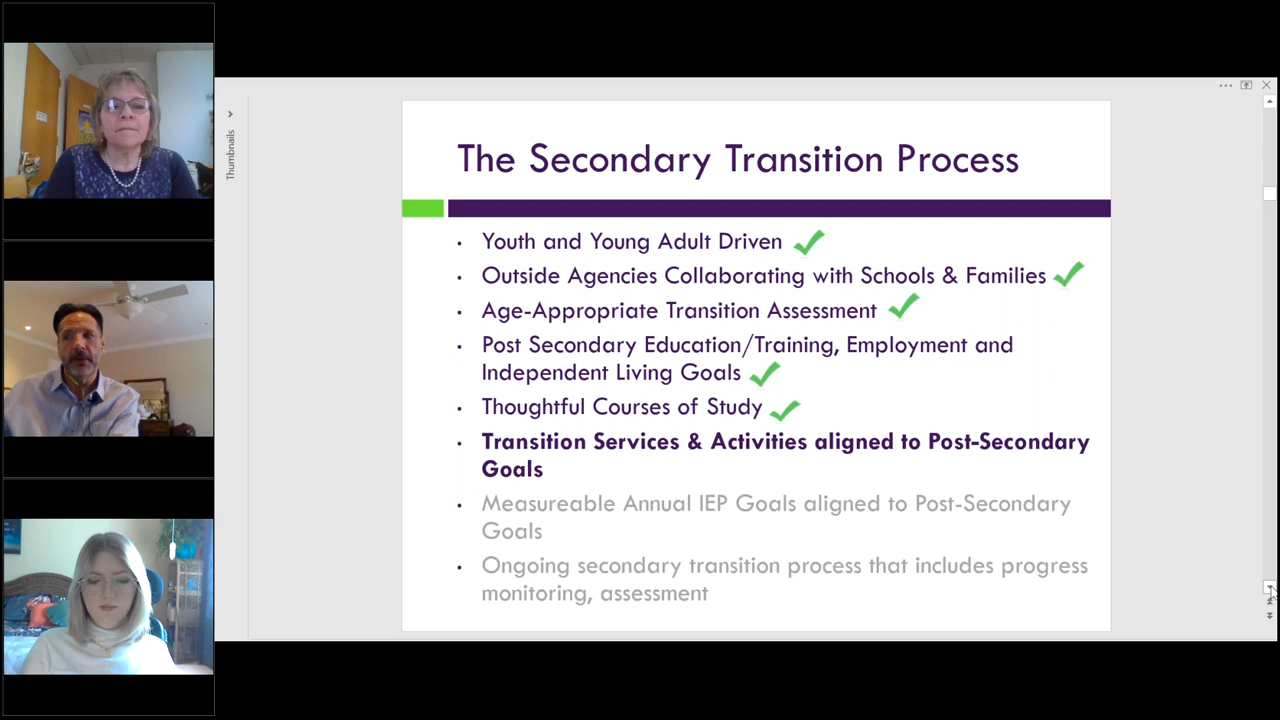 Thumbnails
The Secondary Transition Process
• Youth and Young Adult Driven
• Outside Agencies Collaborating with Schools & Families
• Age-Appropriate Transition Assessment
• Post Secondary Education/Training, Employment and
Independent Living Goals
• Thoughtful Courses of Study
• Transition Services & Activities aligned to Post-Secondary
Goals
• Measureable Annual IEP Goals aligned to Post-Secondary
Goals
• Ongoing secondary transition process that includes progress
monitoring, assessment